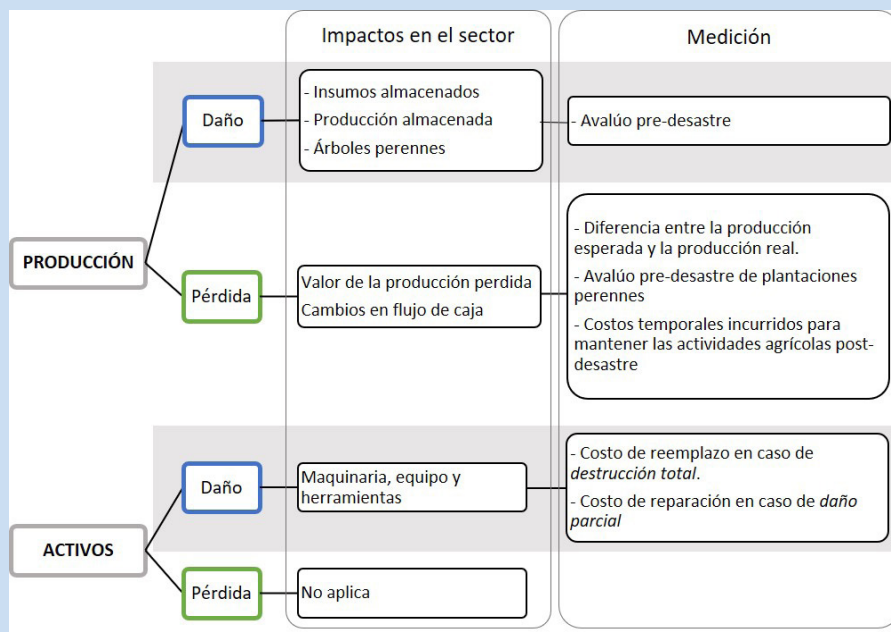 Impactos en el sector
Medición
Daño
- Insumos almacenados
- Producción almacenada
- Árboles perennes
- Avalúo pre-desastre
PRODUCCIÓN
Pérdida
Valor de la producción perdida
Cambios en flujo de caja
- Diferencia entre la producción
esperada y la producción real.
- Avalúo pre-desastre de plantaciones
perennes
- Costos temporales incurridos para
mantener las actividades agrícolas post-
desastre
Daño
Maquinaria, equipo y
herramientas
- Costo de reemplazo en caso de
destrucción total.
- Costo de reparación en caso de daño
parcial
ACTIVOS
Pérdida
No aplica